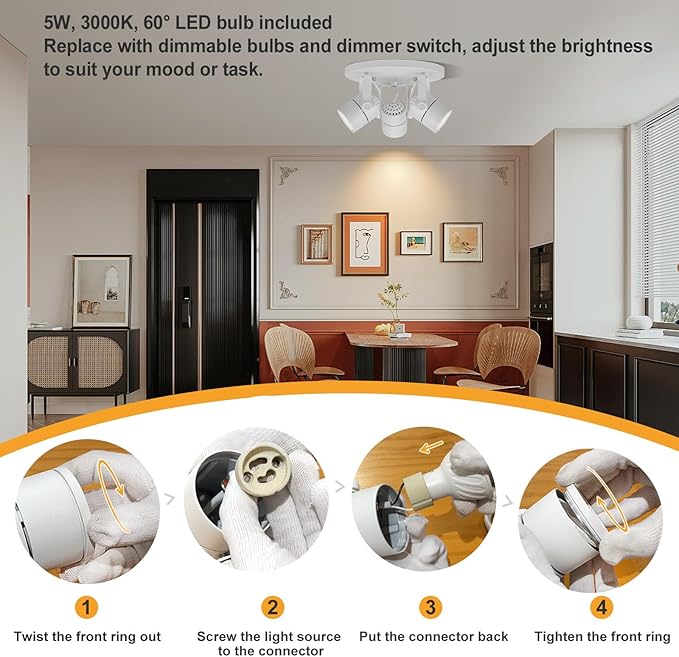 5W, 3000K, 60° LED bulb included
Replace with dimmable bulbs and dimmer switch, adjust the brightness
to suit your mood or task.
1
2
3
4
Twist the front ring out
Screw the light source
to the connector
Put the connector back
Tighten the front ring